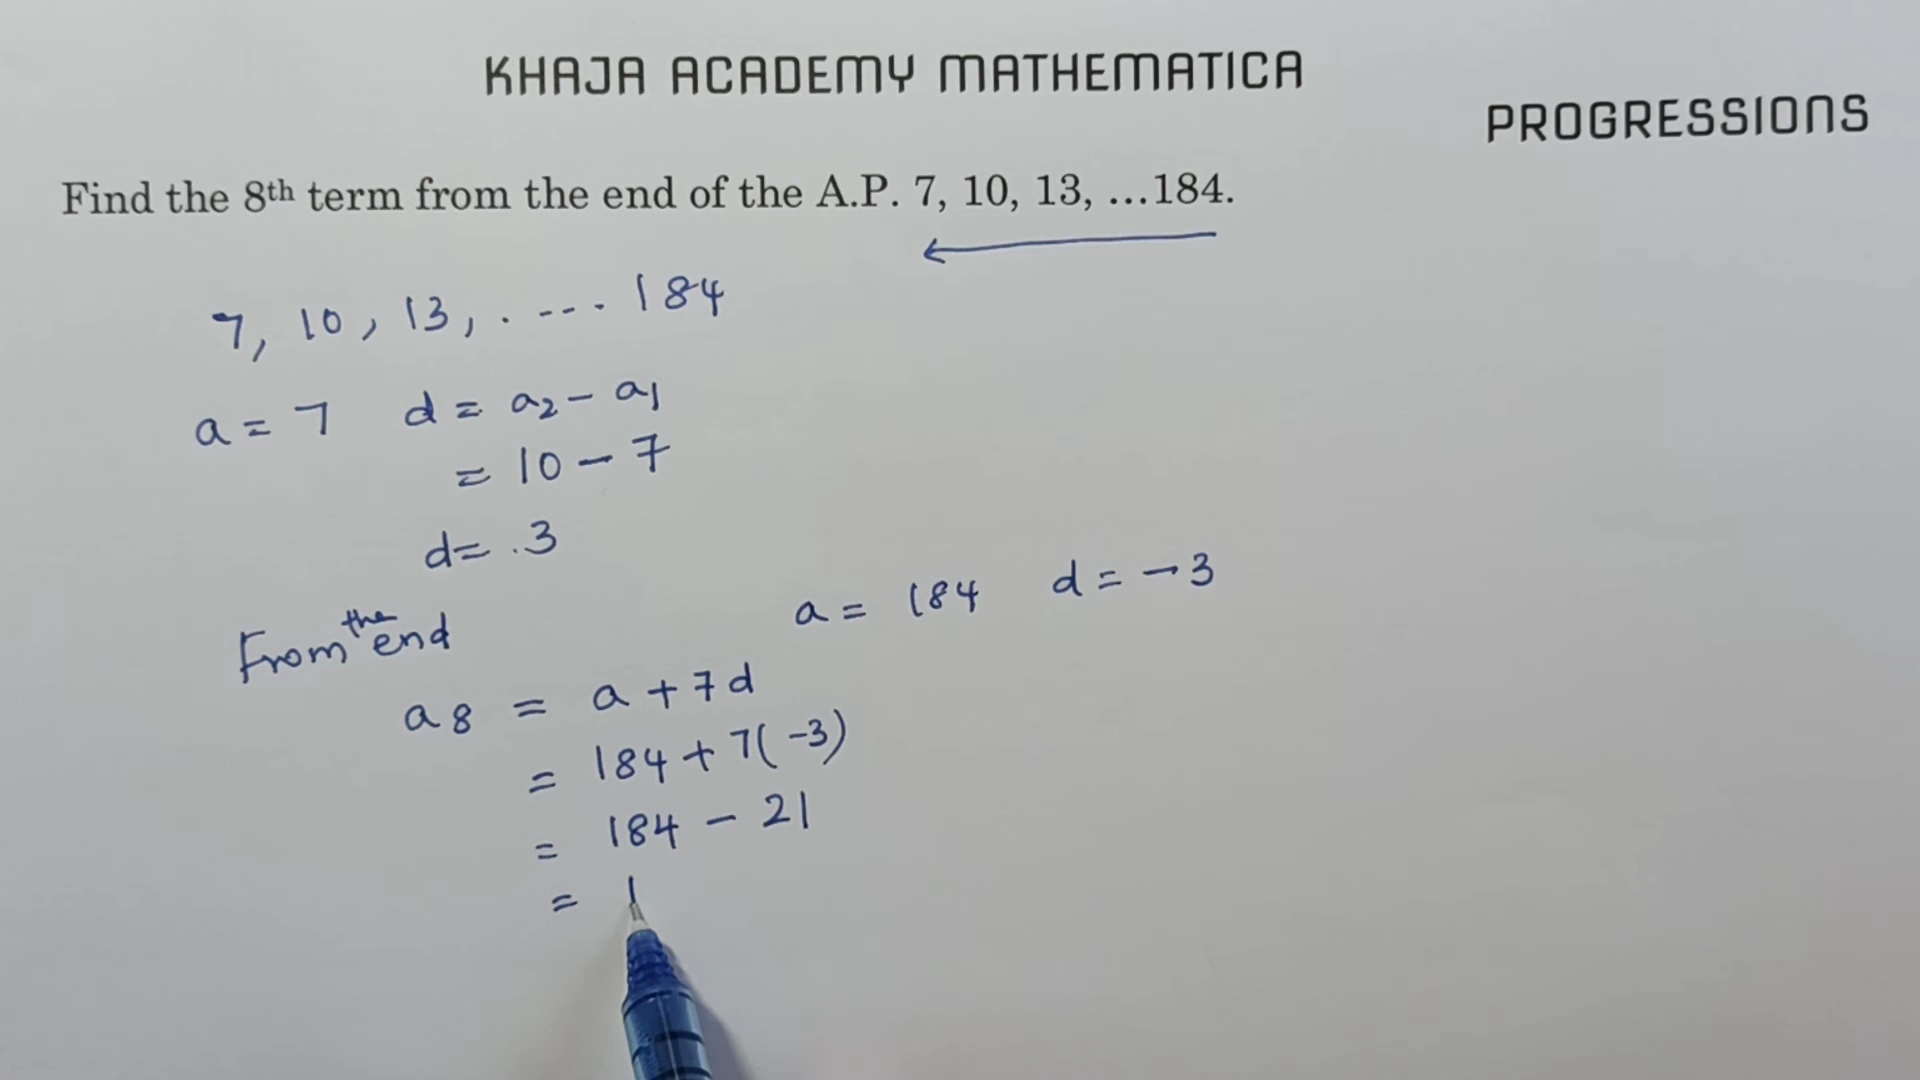 KHAJA ACADEMY MATHEMATICA
PROGRESSIONS
Find the 8th term from the end of the A.P. 7, 10, 13, ...184.
7, 10, 13, . --- . 184
a = 7 d = a2 - a1
= 10 - 7
d = .3
From the end a = 184 d = -3
a8 = a + 7d
= 184 + 7(-3)
= 184 - 21
= 1